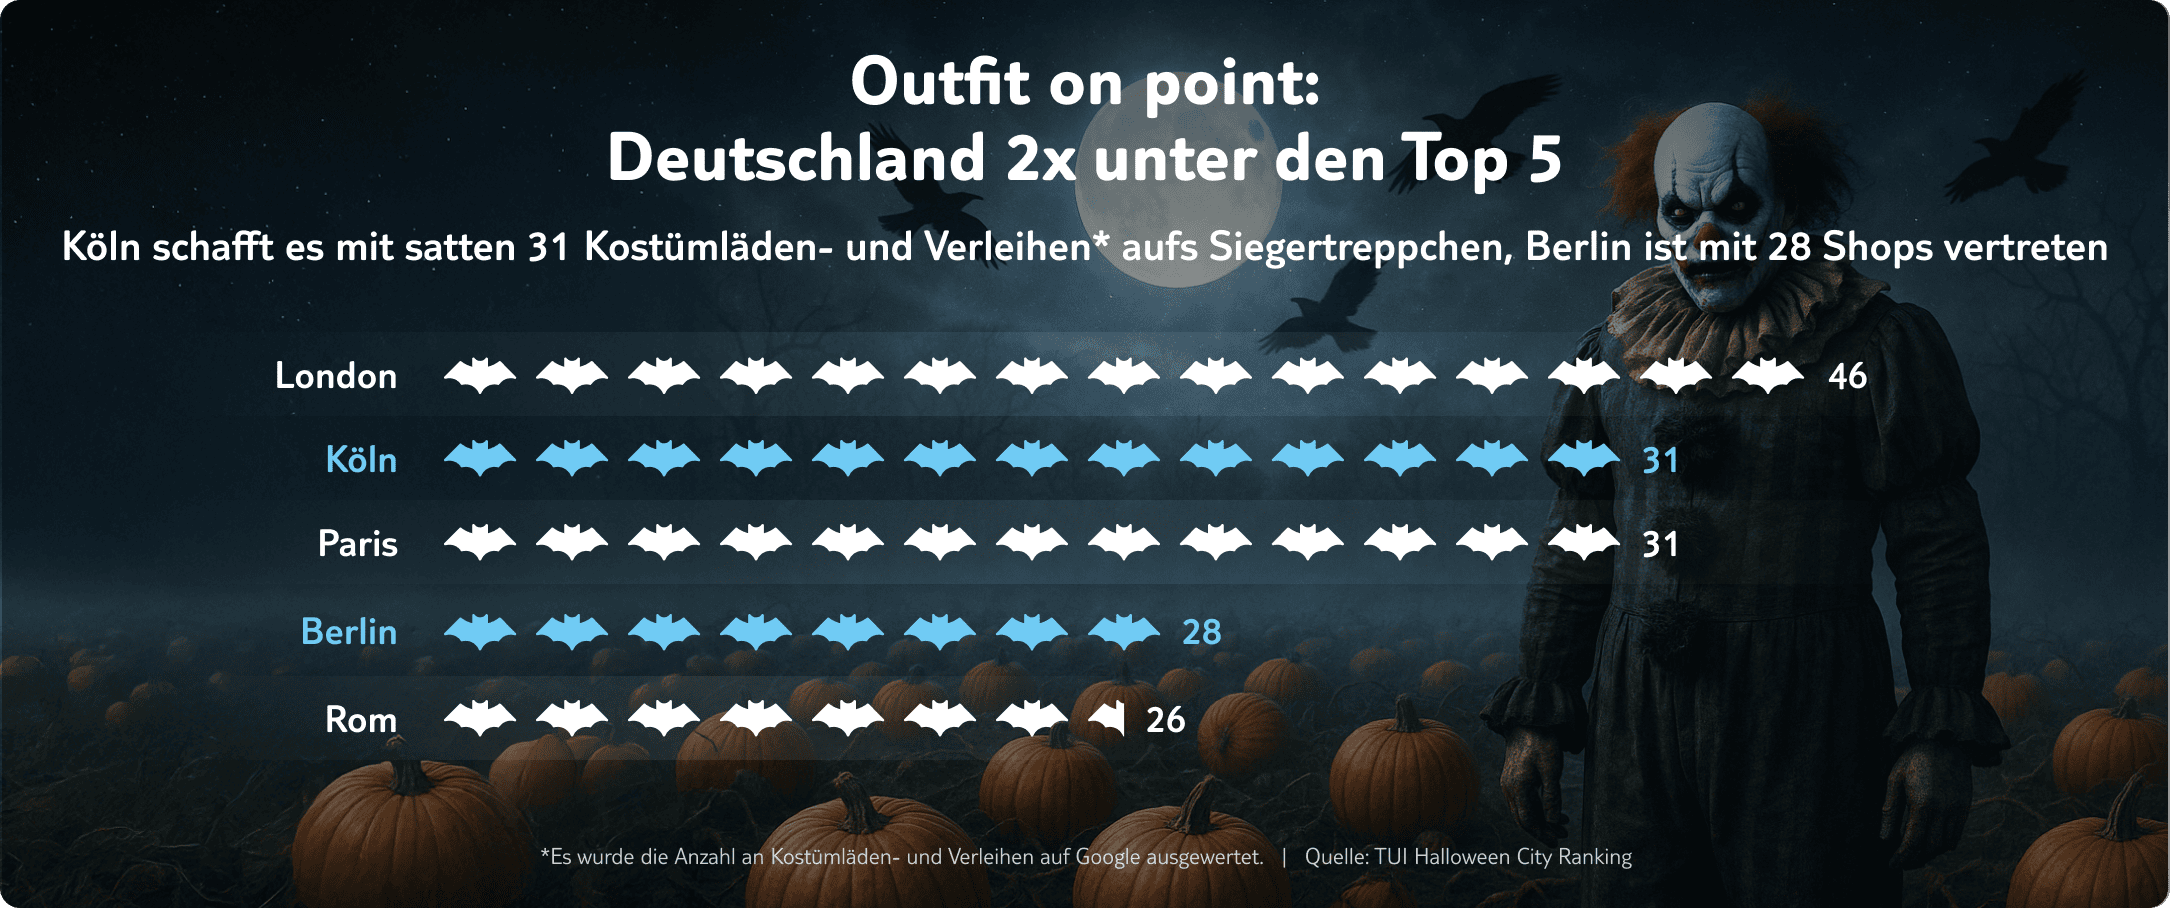 Outfit on point:
Deutschland 2x unter den Top 5
Köln schafft es mit satten 31 Kostümläden- und Verleihen* aufs Siegertreppchen, Berlin ist mit 28 Shops vertreten
London 46
Köln 31
Paris 31
Berlin 28
Rom 26
*Es wurde die Anzahl an Kostümläden- und Verleihen auf Google ausgewertet. | Quelle: TUI Halloween City Ranking